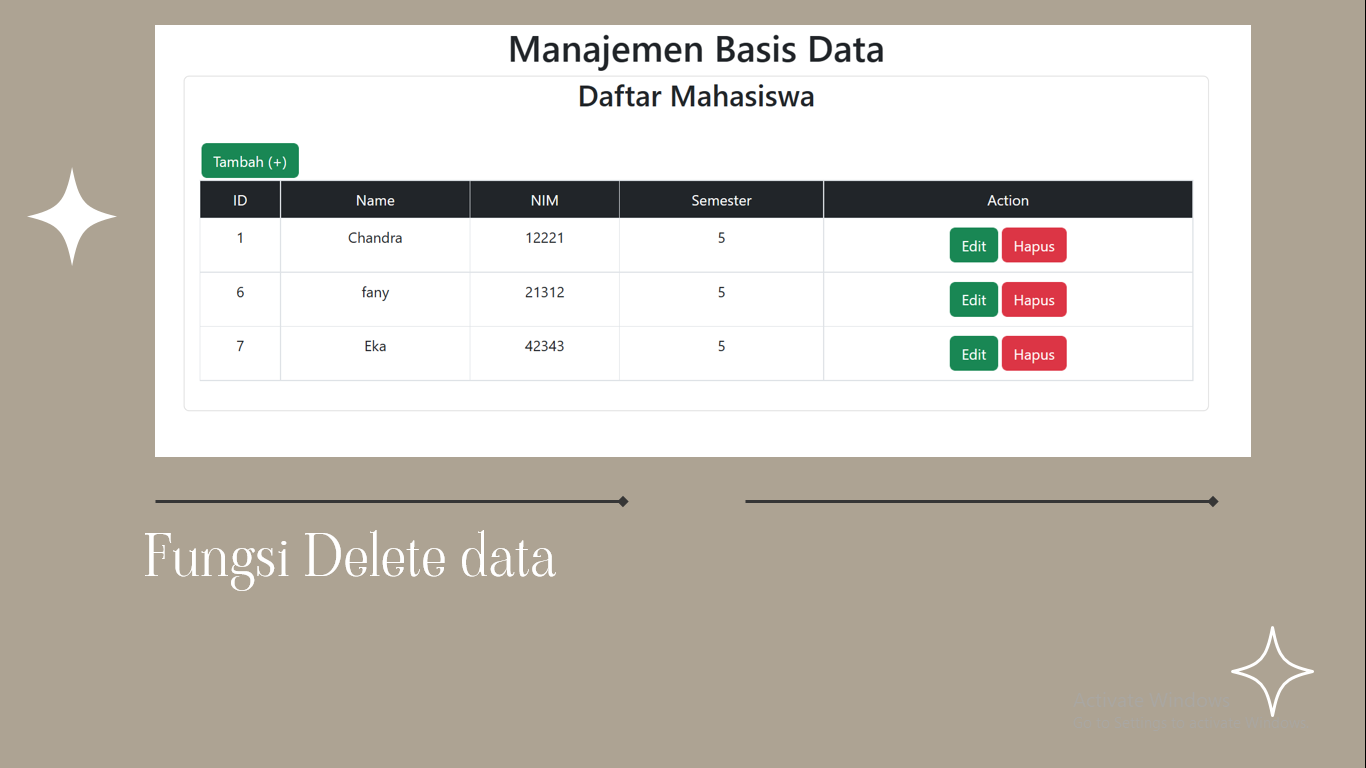 Manajemen Basis Data
Daftar Mahasiswa
Tambah (+)
ID Name NIM Semester Action
1 Chandra 12221 5 Edit Hapus
6 fany 21312 5 Edit Hapus
7 Eka 42343 5 Edit Hapus
Fungsi Delete data